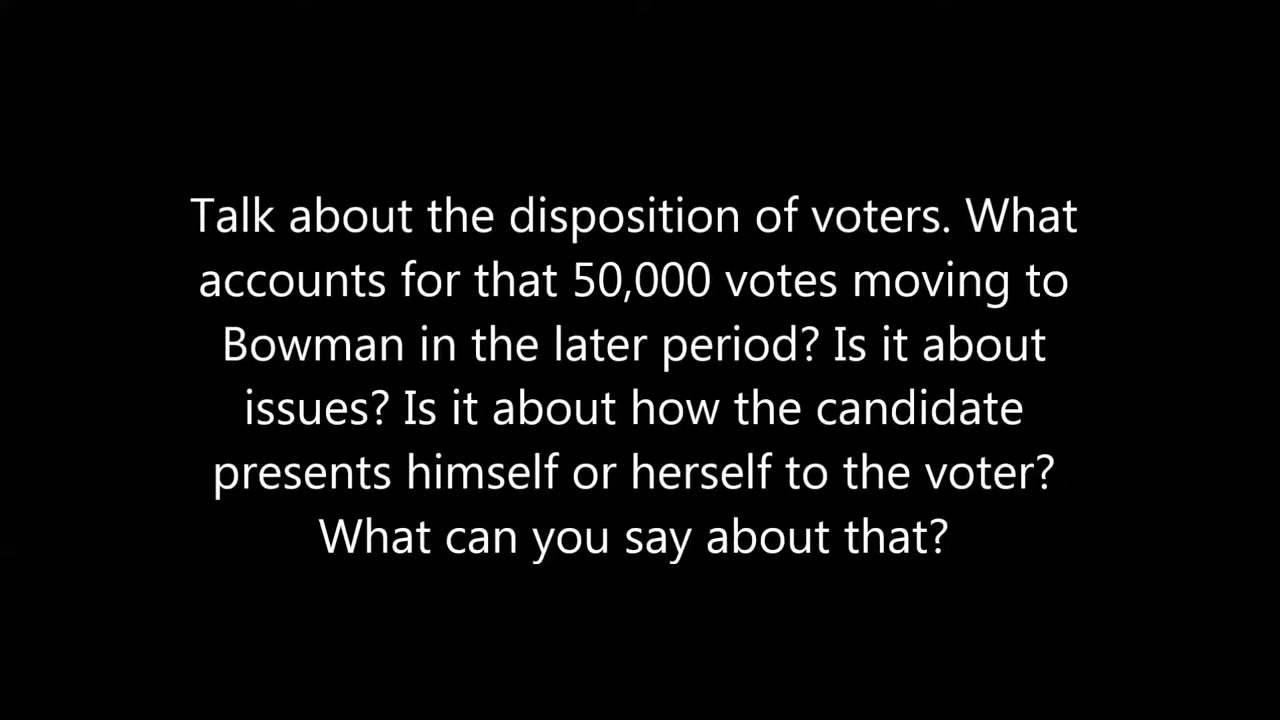 Talk about the disposition of voters. What
accounts for that 50,000 votes moving to
Bowman in the later period? Is it about
issues? Is it about how the candidate
presents himself or herself to the voter?
What can you say about that?